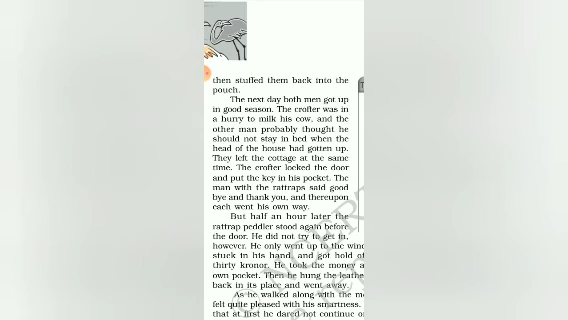 then stuffed them back into the
pouch.
The next day both men got up
in good season. The crofter was in
a hurry to milk his cow, and the
other man probably thought he
should not stay in bed when the
head of the house had gotten up.
They left the cottage at the same
time. The crofter locked the door
and put the key in his pocket. The
man with the rattraps said good
bye and thank you, and thereupon
each went his own way.
But half an hour later the
rattrap peddler stood again before
the door. He did not try to get in,
however. He only went up to the
stuck in his hand, and got hold of
thirty kronor. He took the money
own pocket. Then he hung the
back in its place and went away.
As he walked along with the
felt quite pleased with his smartness.
that at first he dared not continue